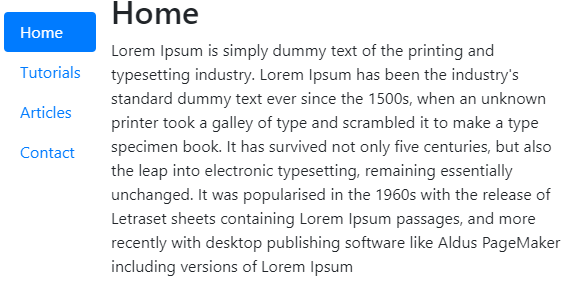 Home
Tutorials
Articles
Contact
Home
Lorem Ipsum is simply dummy text of the printing and
typesetting industry. Lorem Ipsum has been the industry's
standard dummy text ever since the 1500s, when an unknown
printer took a galley of type and scrambled it to make a type
specimen book. It has survived not only five centuries, but also
the leap into electronic typesetting, remaining essentially
unchanged. It was popularised in the 1960s with the release of
Letraset sheets containing Lorem Ipsum passages, and more
recently with desktop publishing software like Aldus PageMaker
including versions of Lorem Ipsum